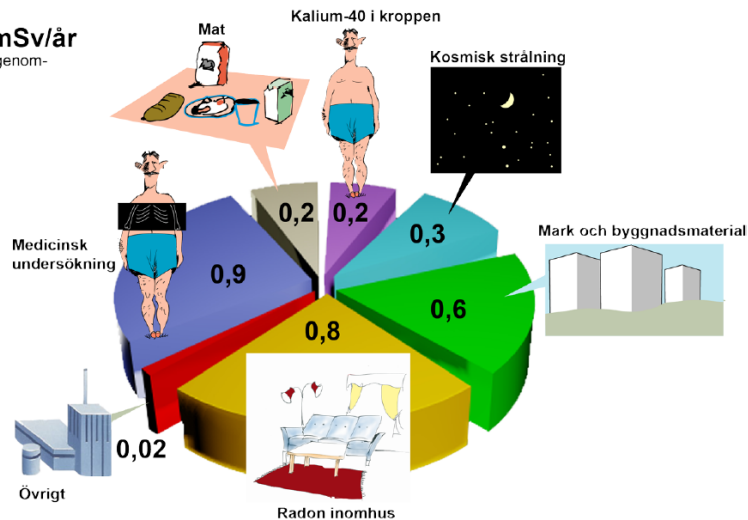 mSv/år
genom-
Mat
Kalium-40 i kroppen
Kosmisk strålning
Mark och byggnadsmaterial
Medicinsk
undersökning
0,2
0,2
0,3
0,9
0,6
0,8
0,02
Övrigt
Radon inomhus